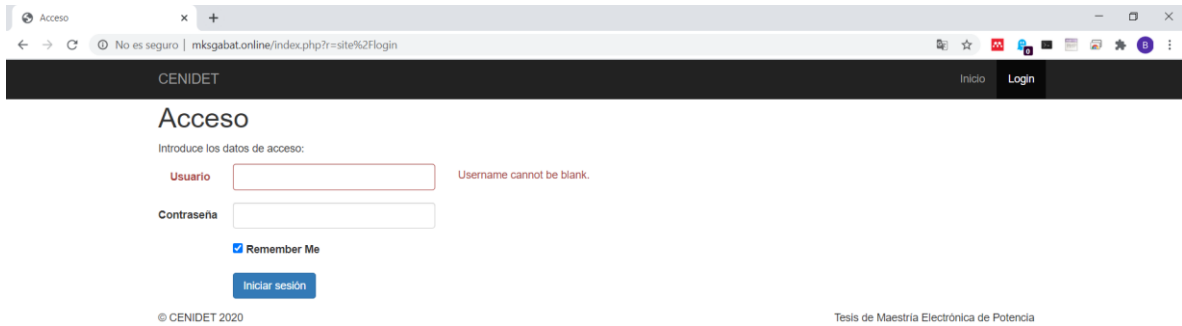 Acceso
No es seguro | mksgabat.online/index.php?r=site%2Flogin
0
B
CENIDET
Inicio
Login
Acceso
Introduce los datos de acceso:
Usuario
Username cannot be blank.
Contraseña
Remember Me
Iniciar sesión
© CENIDET 2020
Tesis de Maestría Electrónica de Potencia